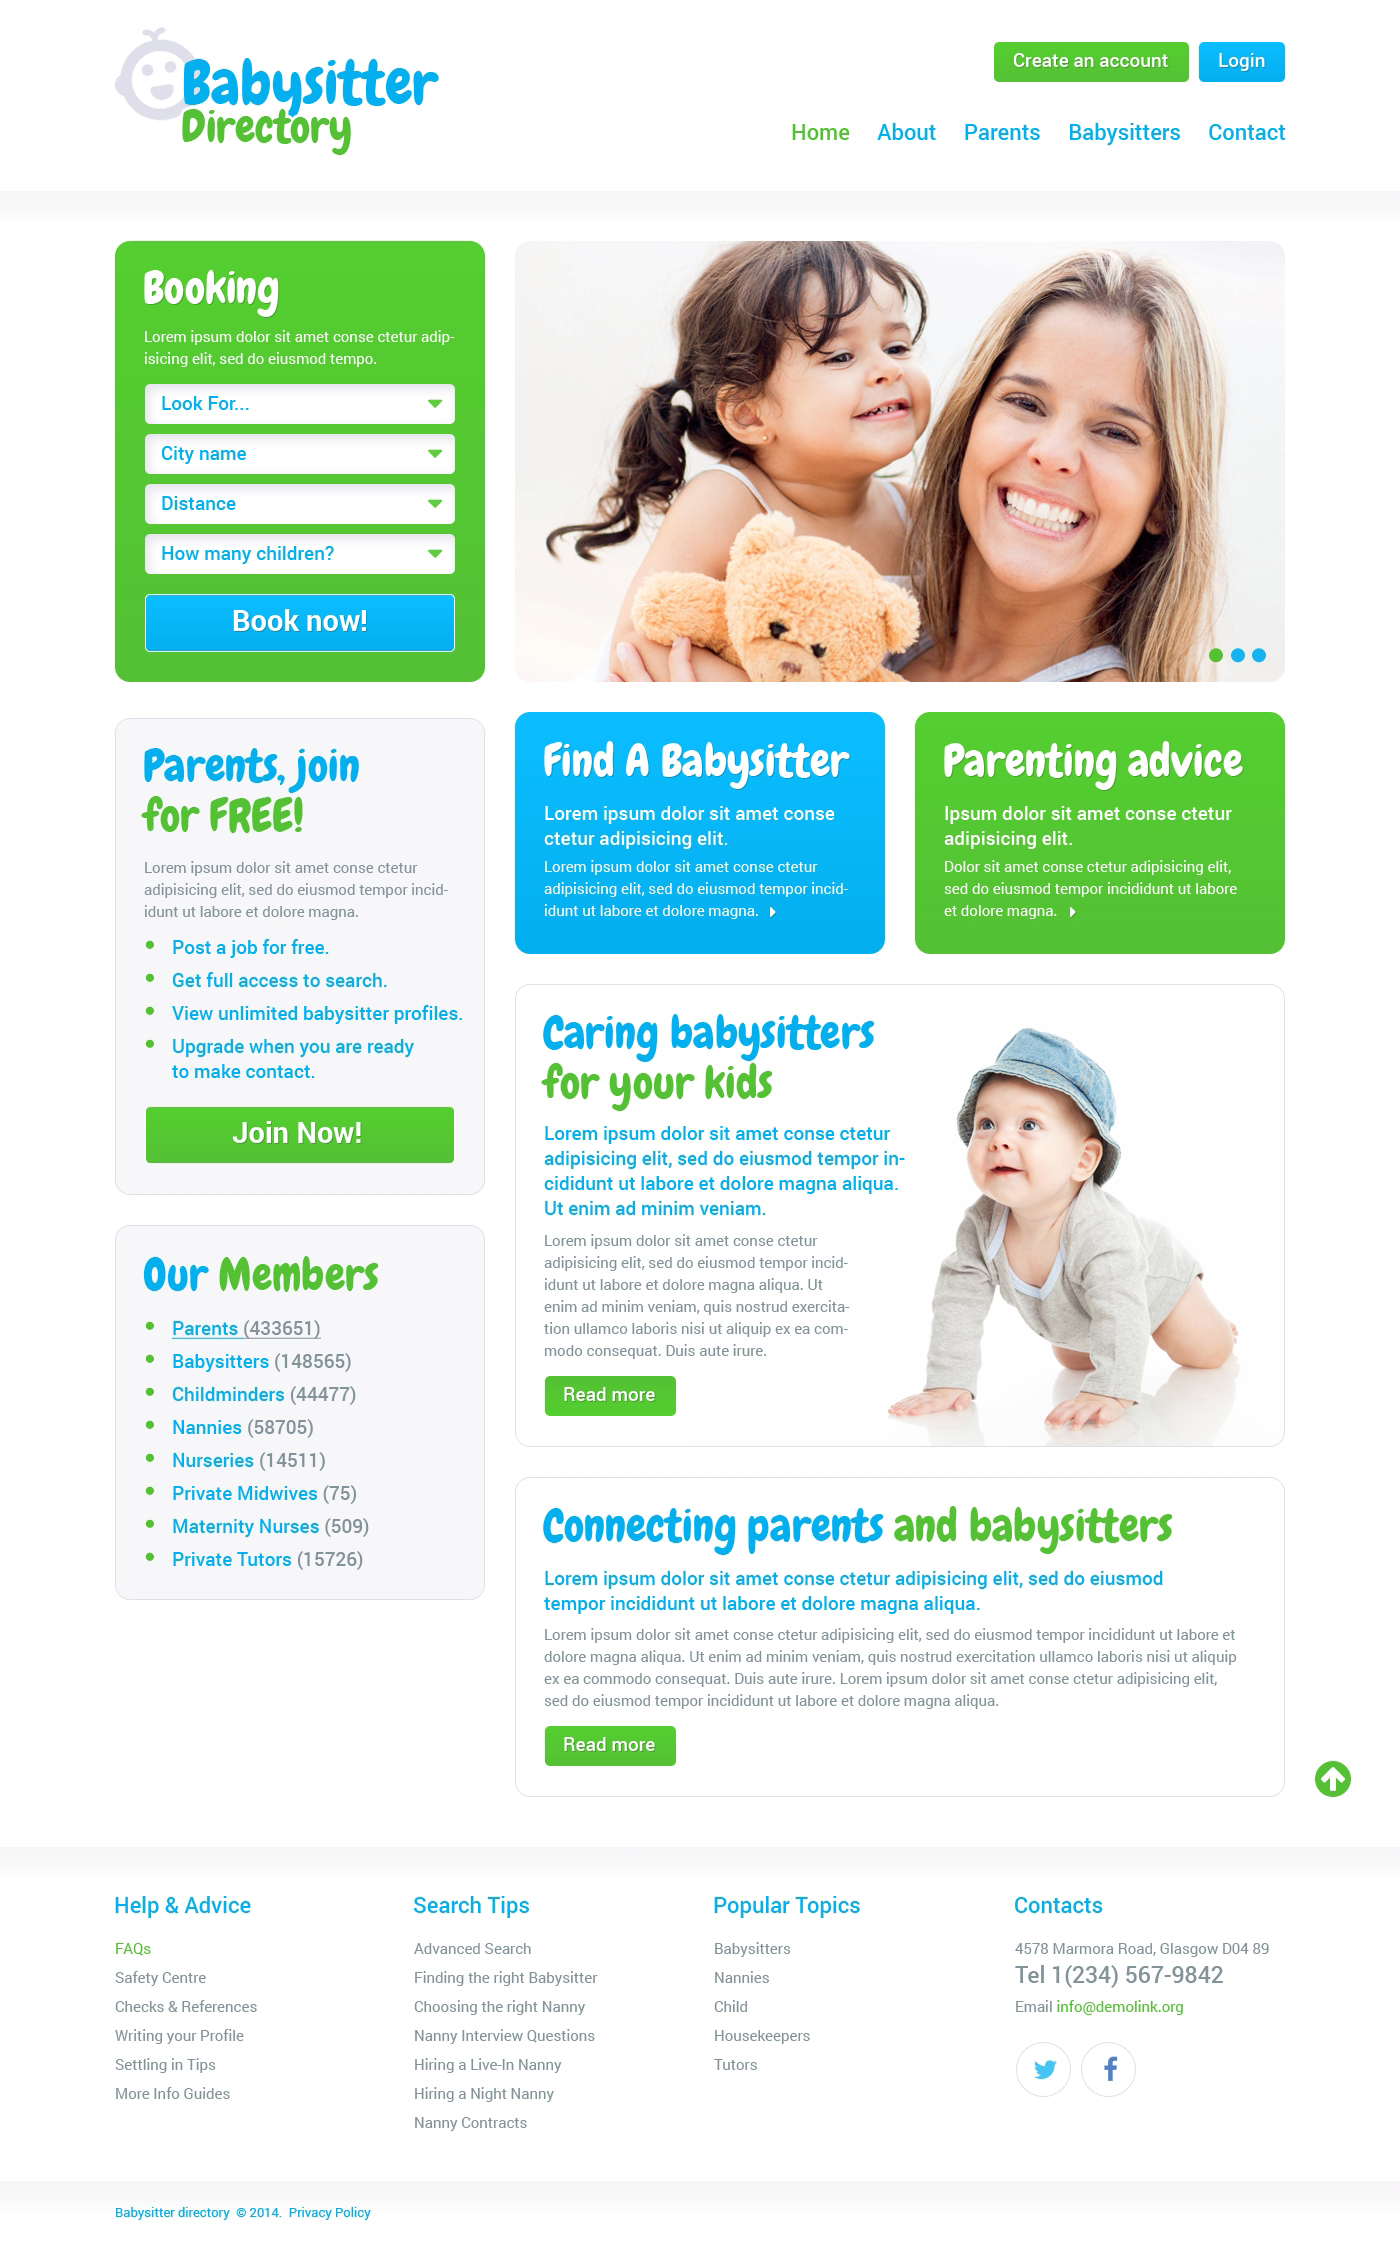 Babysitter
Directory
Create an account
Login
Home
About
Parents
Babysitters
Contact
Booking
Lorem ipsum dolor sit amet conse ctetur adip-
isicing elit, sed do eiusmod tempo.
Look For...
City name
Distance
How many children?
Book now!
Parents, join
for FREE!
Lorem ipsum dolor sit amet conse ctetur
adipisicing elit, sed do eiusmod tempor incid-
idunt ut labore et dolore magna.
Post a job for free.
Get full access to search.
View unlimited babysitter profiles.
Upgrade when you are ready
to make contact.
Join Now!
Our Members
Parents (433651)
Babysitters (148565)
Childminders (44477)
Nannies (58705)
Nurseries (14511)
Private Midwives (75)
Maternity Nurses (509)
Private Tutors (15726)
Find A Babysitter
Lorem ipsum dolor sit amet conse
ctetur adipisicing elit.
Lorem ipsum dolor sit amet conse ctetur
adipisicing elit, sed do eiusmod tempor incid-
idunt ut labore et dolore magna.
Parenting advice
Ipsum dolor sit amet conse ctetur
adipisicing elit.
Dolor sit amet conse ctetur adipisicing elit,
sed do eiusmod tempor incididunt ut labore
et dolore magna.
Caring babysitters
for your kids
Lorem ipsum dolor sit amet conse ctetur
adipisicing elit, sed do eiusmod tempor in-
cididunt ut labore et dolore magna aliqua.
Ut enim ad minim veniam.
Lorem ipsum dolor sit amet conse ctetur
adipisicing elit, sed do eiusmod tempor incid-
idunt ut labore et dolore magna aliqua. Ut
enim ad minim veniam, quis nostrud exercita-
tion ullamco laboris nisi ut aliquip ex ea com-
modo consequat. Duis aute irure.
Read more
Connecting parents and babysitters
Lorem ipsum dolor sit amet conse ctetur adipisicing elit, sed do eiusmod
tempor incididunt ut labore et dolore magna aliqua.
Lorem ipsum dolor sit amet conse ctetur adipisicing elit, sed do eiusmod tempor incididunt ut labore et
dolore magna aliqua. Ut enim ad minim veniam, quis nostrud exercitation ullamco laboris nisi ut aliquip
ex ea commodo consequat. Duis aute irure. Lorem ipsum dolor sit amet conse ctetur adipisicing elit,
sed do eiusmod tempor incididunt ut labore et dolore magna aliqua.
Read more
Help & Advice
FAQs
Safety Centre
Checks & References
Writing your Profile
Settling in Tips
More Info Guides
Search Tips
Advanced Search
Finding the right Babysitter
Choosing the right Nanny
Nanny Interview Questions
Hiring a Live-In Nanny
Hiring a Night Nanny
Nanny Contracts
Popular Topics
Babysitters
Nannies
Child
Housekeepers
Tutors
Contacts
4578 Marmora Road, Glasgow D04 89
Tel 1(234) 567-9842
Email info@demolink.org
Babysitter directory © 2014. Privacy Policy